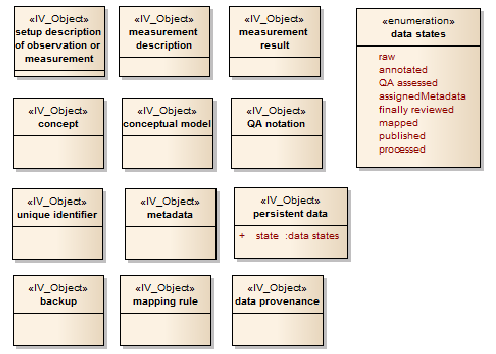 «IV_Object»
setup description
of observation or
measurement
«IV_Object»
measurement
description
«IV_Object»
measurement
result
«enumeration»
data states
raw
annotated
QA assessed
assignedMetadata
finally reviewed
mapped
published
processed
«IV_Object»
concept
«IV_Object»
conceptual model
«IV_Object»
QA notation
«IV_Object»
unique identifier
«IV_Object»
metadata
«IV_Object»
persistent data
+ state :data states
«IV_Object»
backup
«IV_Object»
mapping rule
«IV_Object»
data provenance